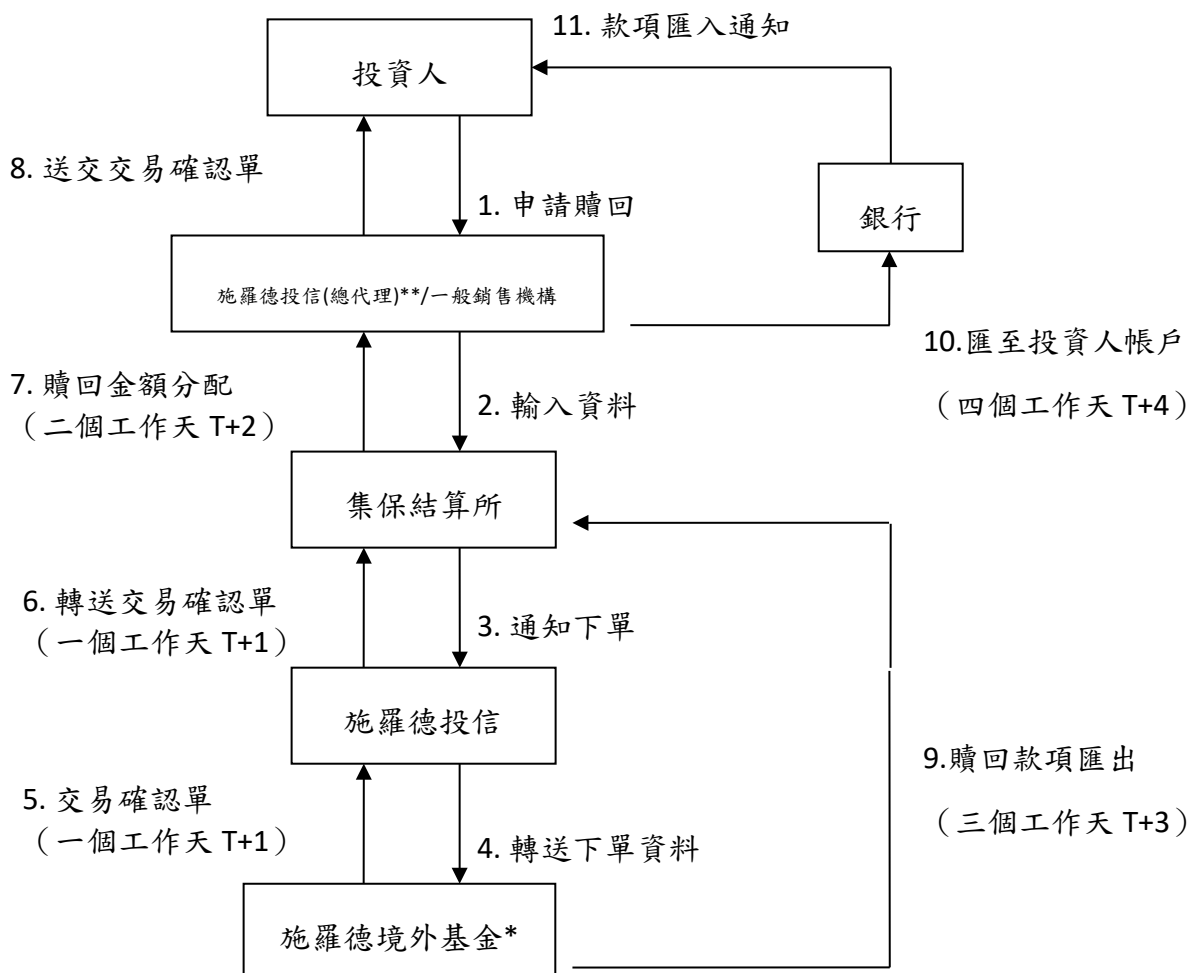 11. 款項匯入通知
投資人
8. 送交交易確認單
1. 申請贖回
銀行
施羅德投信(總代理)**/一般銷售機構
10.匯至投資人帳戶
（四個工作天 T+4）
7. 贖回金額分配
（二個工作天 T+2）
2. 輸入資料
集保結算所
6. 轉送交易確認單
（一個工作天 T+1）
3. 通知下單
施羅德投信
9.贖回款項匯出
（三個工作天 T+3）
5. 交易確認單
（一個工作天 T+1）
4. 轉送下單資料
施羅德境外基金*